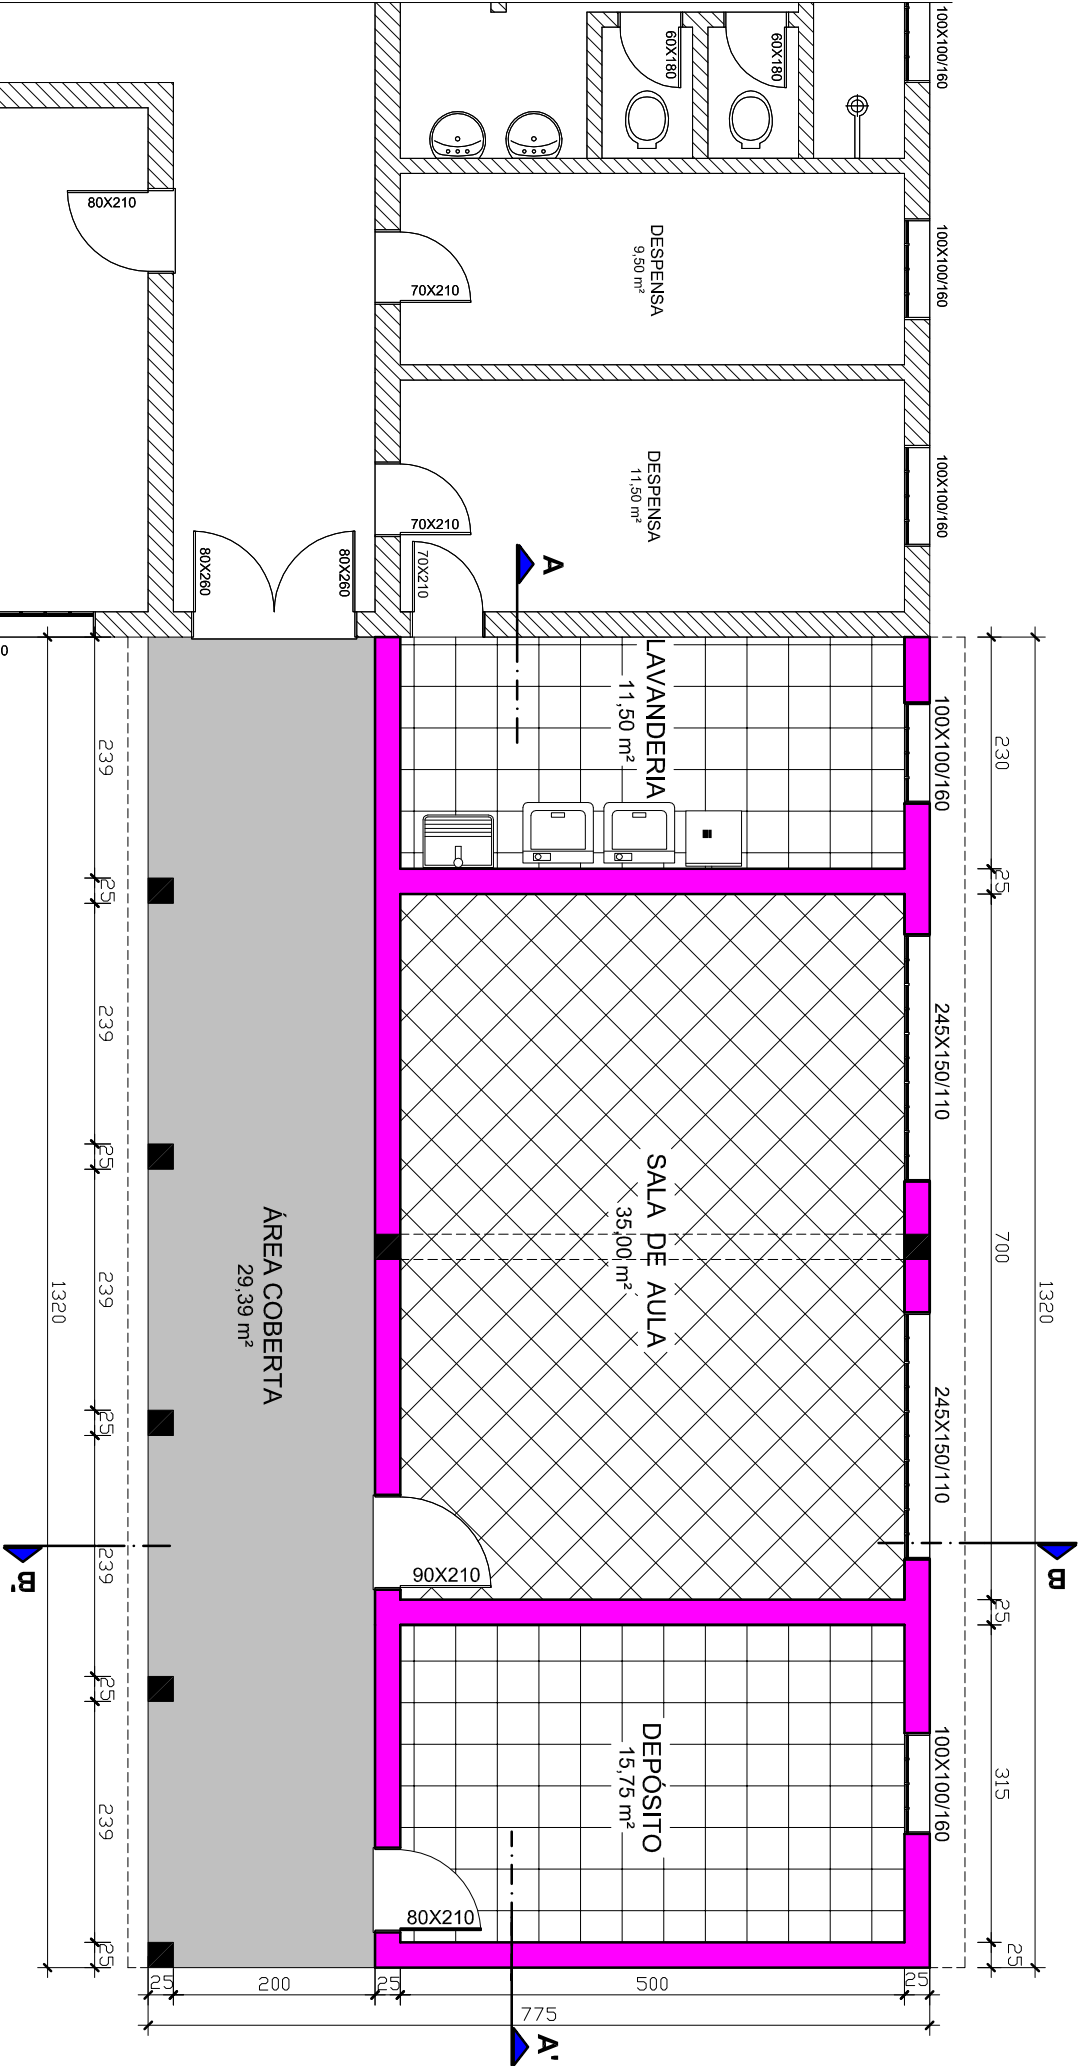 100X100/160
60X180
60X180
80X210
DESPENSA
9,50 m²
100X100/160
70X210
DESPENSA
11,50 m²
100X100/160
70X210
70X210
80X260
80X260
A
0
LAVANDERIA
11,50 m²
100X100/160
230
239
25
25
245X150/110
239
25
SALA DE AULA
35,00 m²
700
1320
ÁREA COBERTA
29,39 m²
239
1320
25
245X150/110
90X210
239
B'
B
25
25
DEPÓSITO
15,75 m²
100X100/160
315
239
80X210
25
25
25
200
25
500
25
775
A'